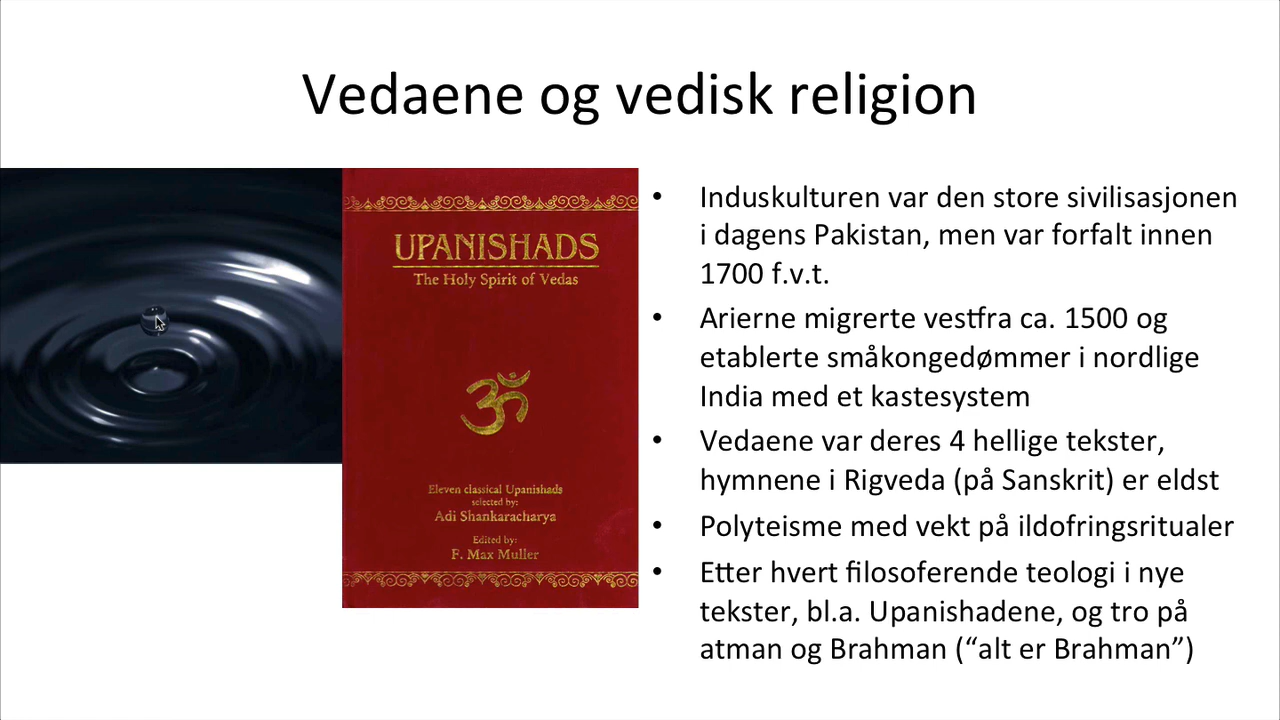 Vedaene og vedisk religion
UPANISHADS
The Holy Spirit of Vedas
ॐ
Eleven classical Upanishads
selected by:
Adi Shankaracharya
Edited by:
F. Max Muller
• Induskulturen var den store sivilisasjonen
i dagens Pakistan, men var forfalt innen
1700 f.v.t.
• Arierne migrerte vestfra ca. 1500 og
etablerte småkongedømmer i nordlige
India med et kastesystem
• Vedaene var deres 4 hellige tekster,
hymnene i Rigveda (på Sanskrit) er eldst
• Polyteisme med vekt på ildofringsritualer
• Etter hvert filosoferende teologi i nye
tekster, bl.a. Upanishadene, og tro på
atman og Brahman (“alt er Brahman”)